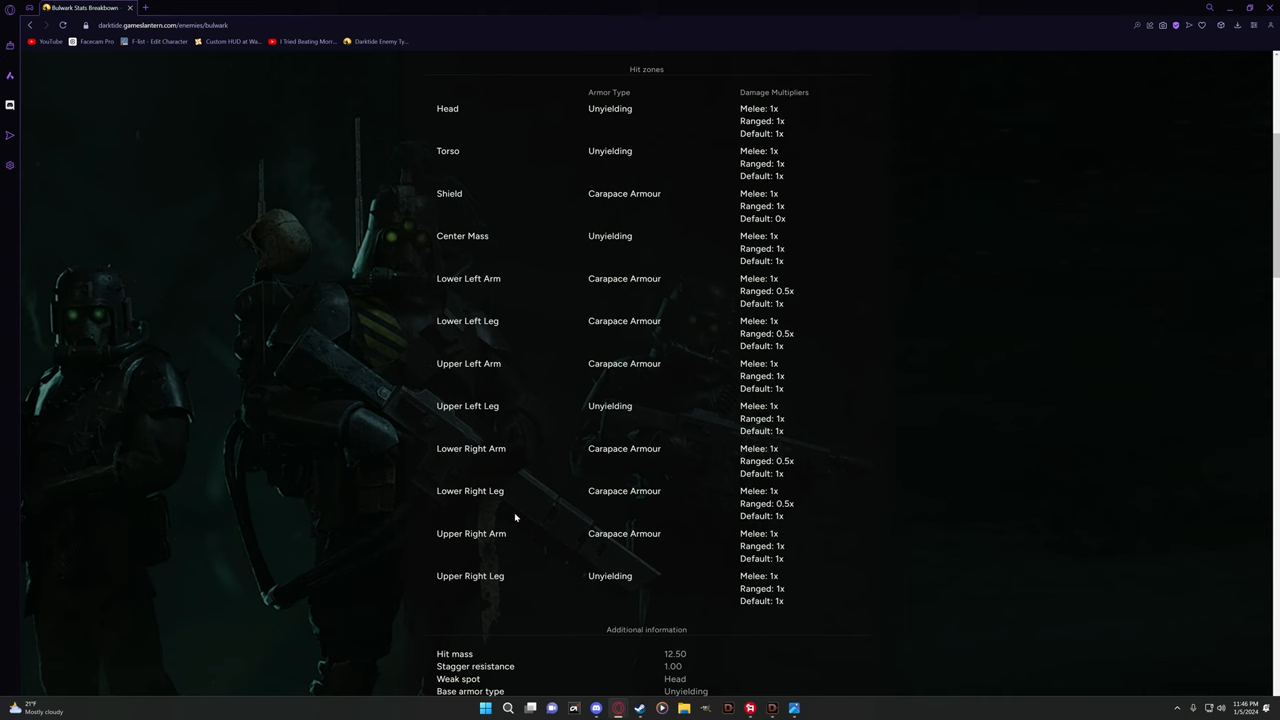 Bulwark Stats Breakdown -
darktide.gameslantern.com/enemies/bulwark
YouTube Facecam Pro F-list - Edit Character Custom HUD at Wa... I Tried Beating Morr... Darktide Enemy Ty...
Hit zones
Armor Type Damage Multipliers
Head Unyielding Melee: 1x
Ranged: 1x
Default: 1x
Torso Unyielding Melee: 1x
Ranged: 1x
Default: 1x
Shield Carapace Armour Melee: 1x
Ranged: 1x
Default: 0x
Center Mass Unyielding Melee: 1x
Ranged: 1x
Default: 1x
Lower Left Arm Carapace Armour Melee: 1x
Ranged: 0.5x
Default: 1x
Lower Left Leg Carapace Armour Melee: 1x
Ranged: 0.5x
Default: 1x
Upper Left Arm Carapace Armour Melee: 1x
Ranged: 1x
Default: 1x
Upper Left Leg Unyielding Melee: 1x
Ranged: 1x
Default: 1x
Lower Right Arm Carapace Armour Melee: 1x
Ranged: 0.5x
Default: 1x
Lower Right Leg Carapace Armour Melee: 1x
Ranged: 0.5x
Default: 1x
Upper Right Arm Carapace Armour Melee: 1x
Ranged: 1x
Default: 1x
Upper Right Leg Unyielding Melee: 1x
Ranged: 1x
Default: 1x
Additional information
Hit mass 12.50
Stagger resistance 1.00
Weak spot Head
Base armor type Unyielding
21°F
Mostly cloudy
11:46 PM
1/5/2024